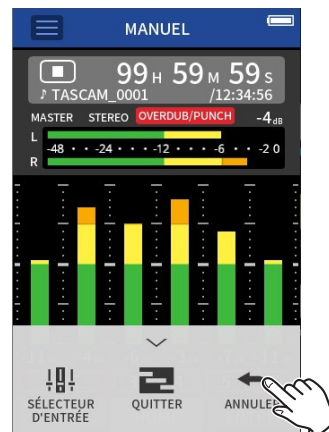 MANUEL
99 H 59 M 59 S
♪ TASCAM_0001 /12:34:56
MASTER STEREO OVERDUB/PUNCH -4 dB
L
-48 · · -24 · · · -12 · · · -6 · · -2 0
R
SÉLECTEUR D'ENTRÉE
QUITTER
ANNULER